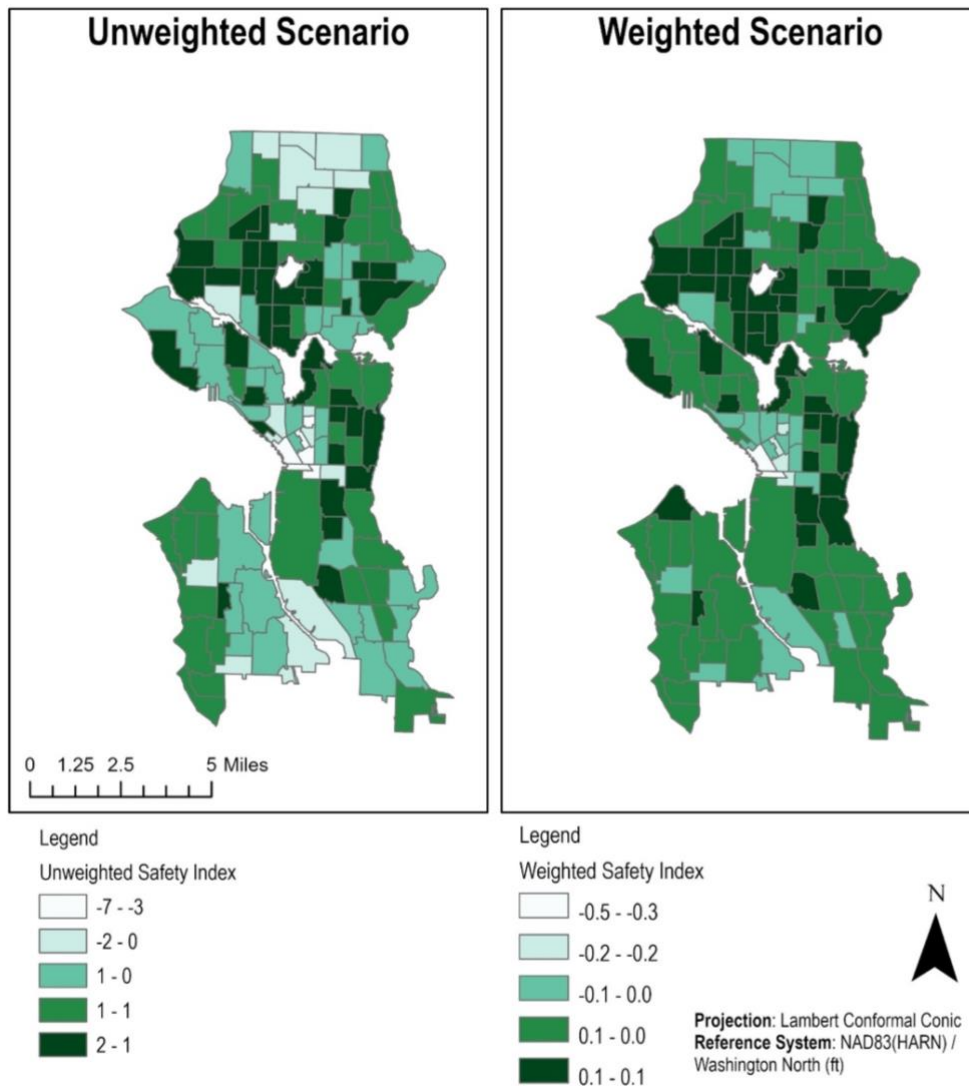 Unweighted Scenario
Weighted Scenario
0 1.25 2.5 5 Miles
Legend
Unweighted Safety Index
-7 - -3
-2 - 0
1 - 0
1 - 1
2 - 1
Legend
Weighted Safety Index
-0.5 - -0.3
-0.2 - -0.2
-0.1 - 0.0
0.1 - 0.0
0.1 - 0.1
N
Projection: Lambert Conformal Conic
Reference System: NAD83(HARN) /
Washington North (ft)